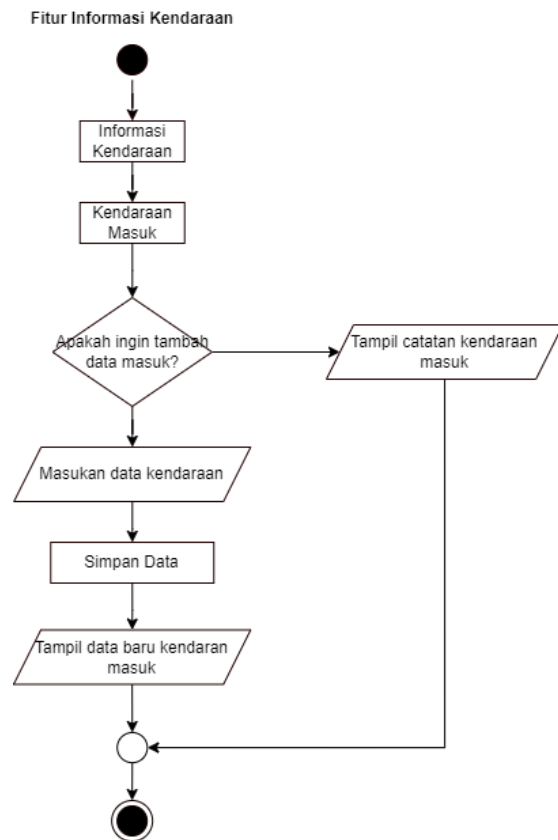 Fitur Informasi Kendaraan
Informasi
Kendaraan
Kendaraan
Masuk
Apakah ingin tambah
data masuk?
Tampil catatan kendaraan
masuk
Masukan data kendaraan
Simpan Data
Tampil data baru kendaran
masuk